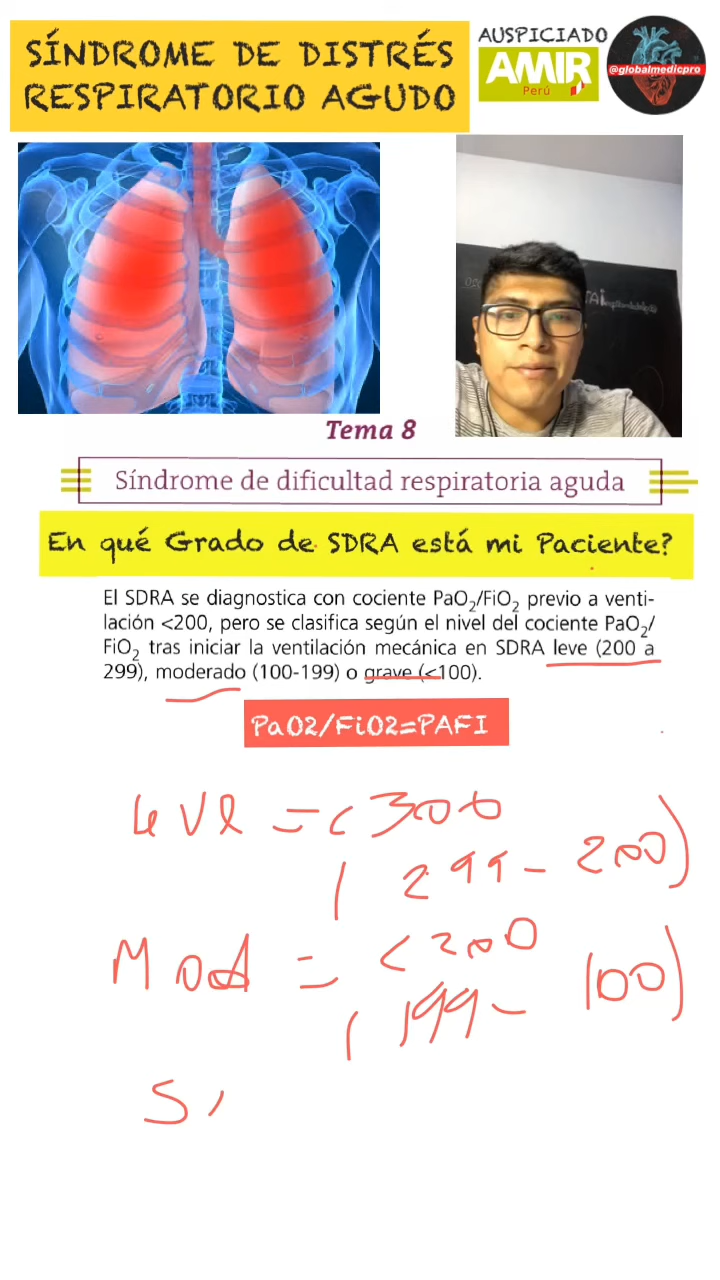 SÍNDROME DE DISTRÉS
RESPIRATORIO AGUDO
AUSPICIADO
AMIR
Perú
@globalmedicpro
Tema 8
Síndrome de dificultad respiratoria aguda
En qué Grado de SDRA está mi Paciente?
El SDRA se diagnostica con cociente PaO2/FiO2 previo a venti-
lación <200, pero se clasifica según el nivel del cociente PaO2/
FiO2 tras iniciar la ventilación mecánica en SDRA leve (200 a
299), moderado (100-199) o grave (<100).
PaO2/FiO2=PAFI
leve = < 300
( 299 - 200)
Mod = < 200
( 199 - 100)
S